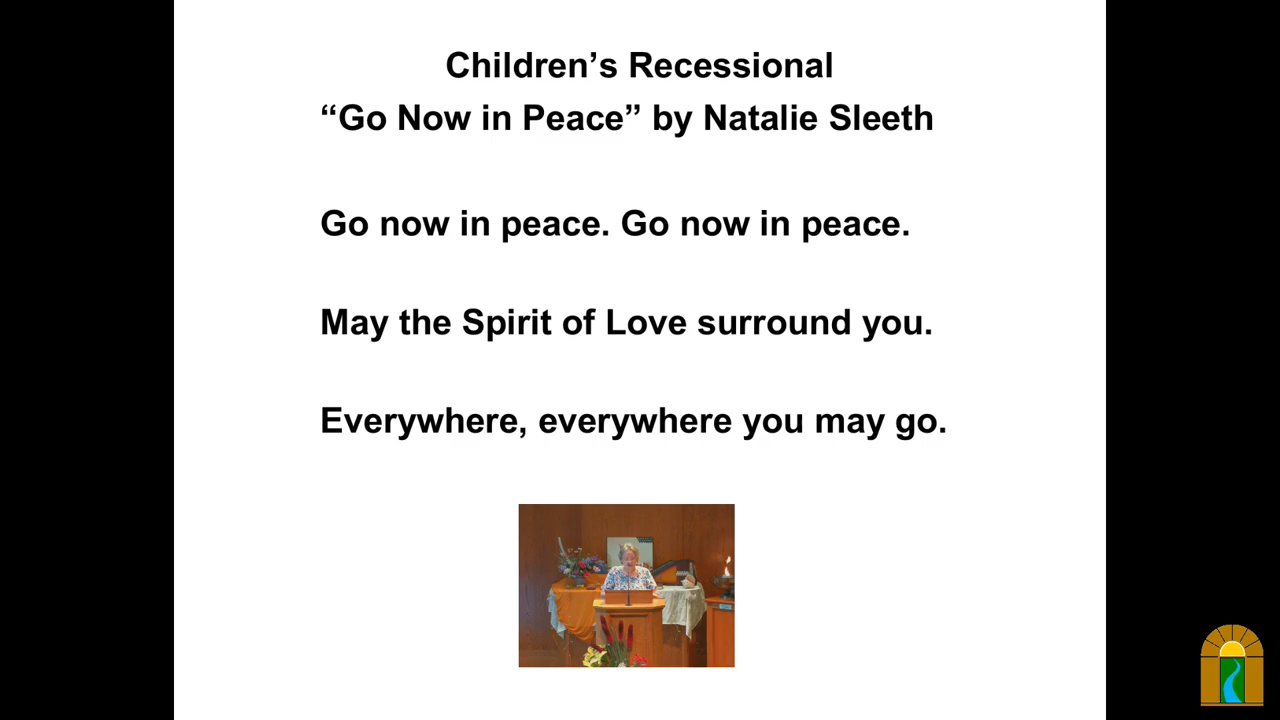 Children’s Recessional
“Go Now in Peace” by Natalie Sleeth
Go now in peace. Go now in peace.
May the Spirit of Love surround you.
Everywhere, everywhere you may go.